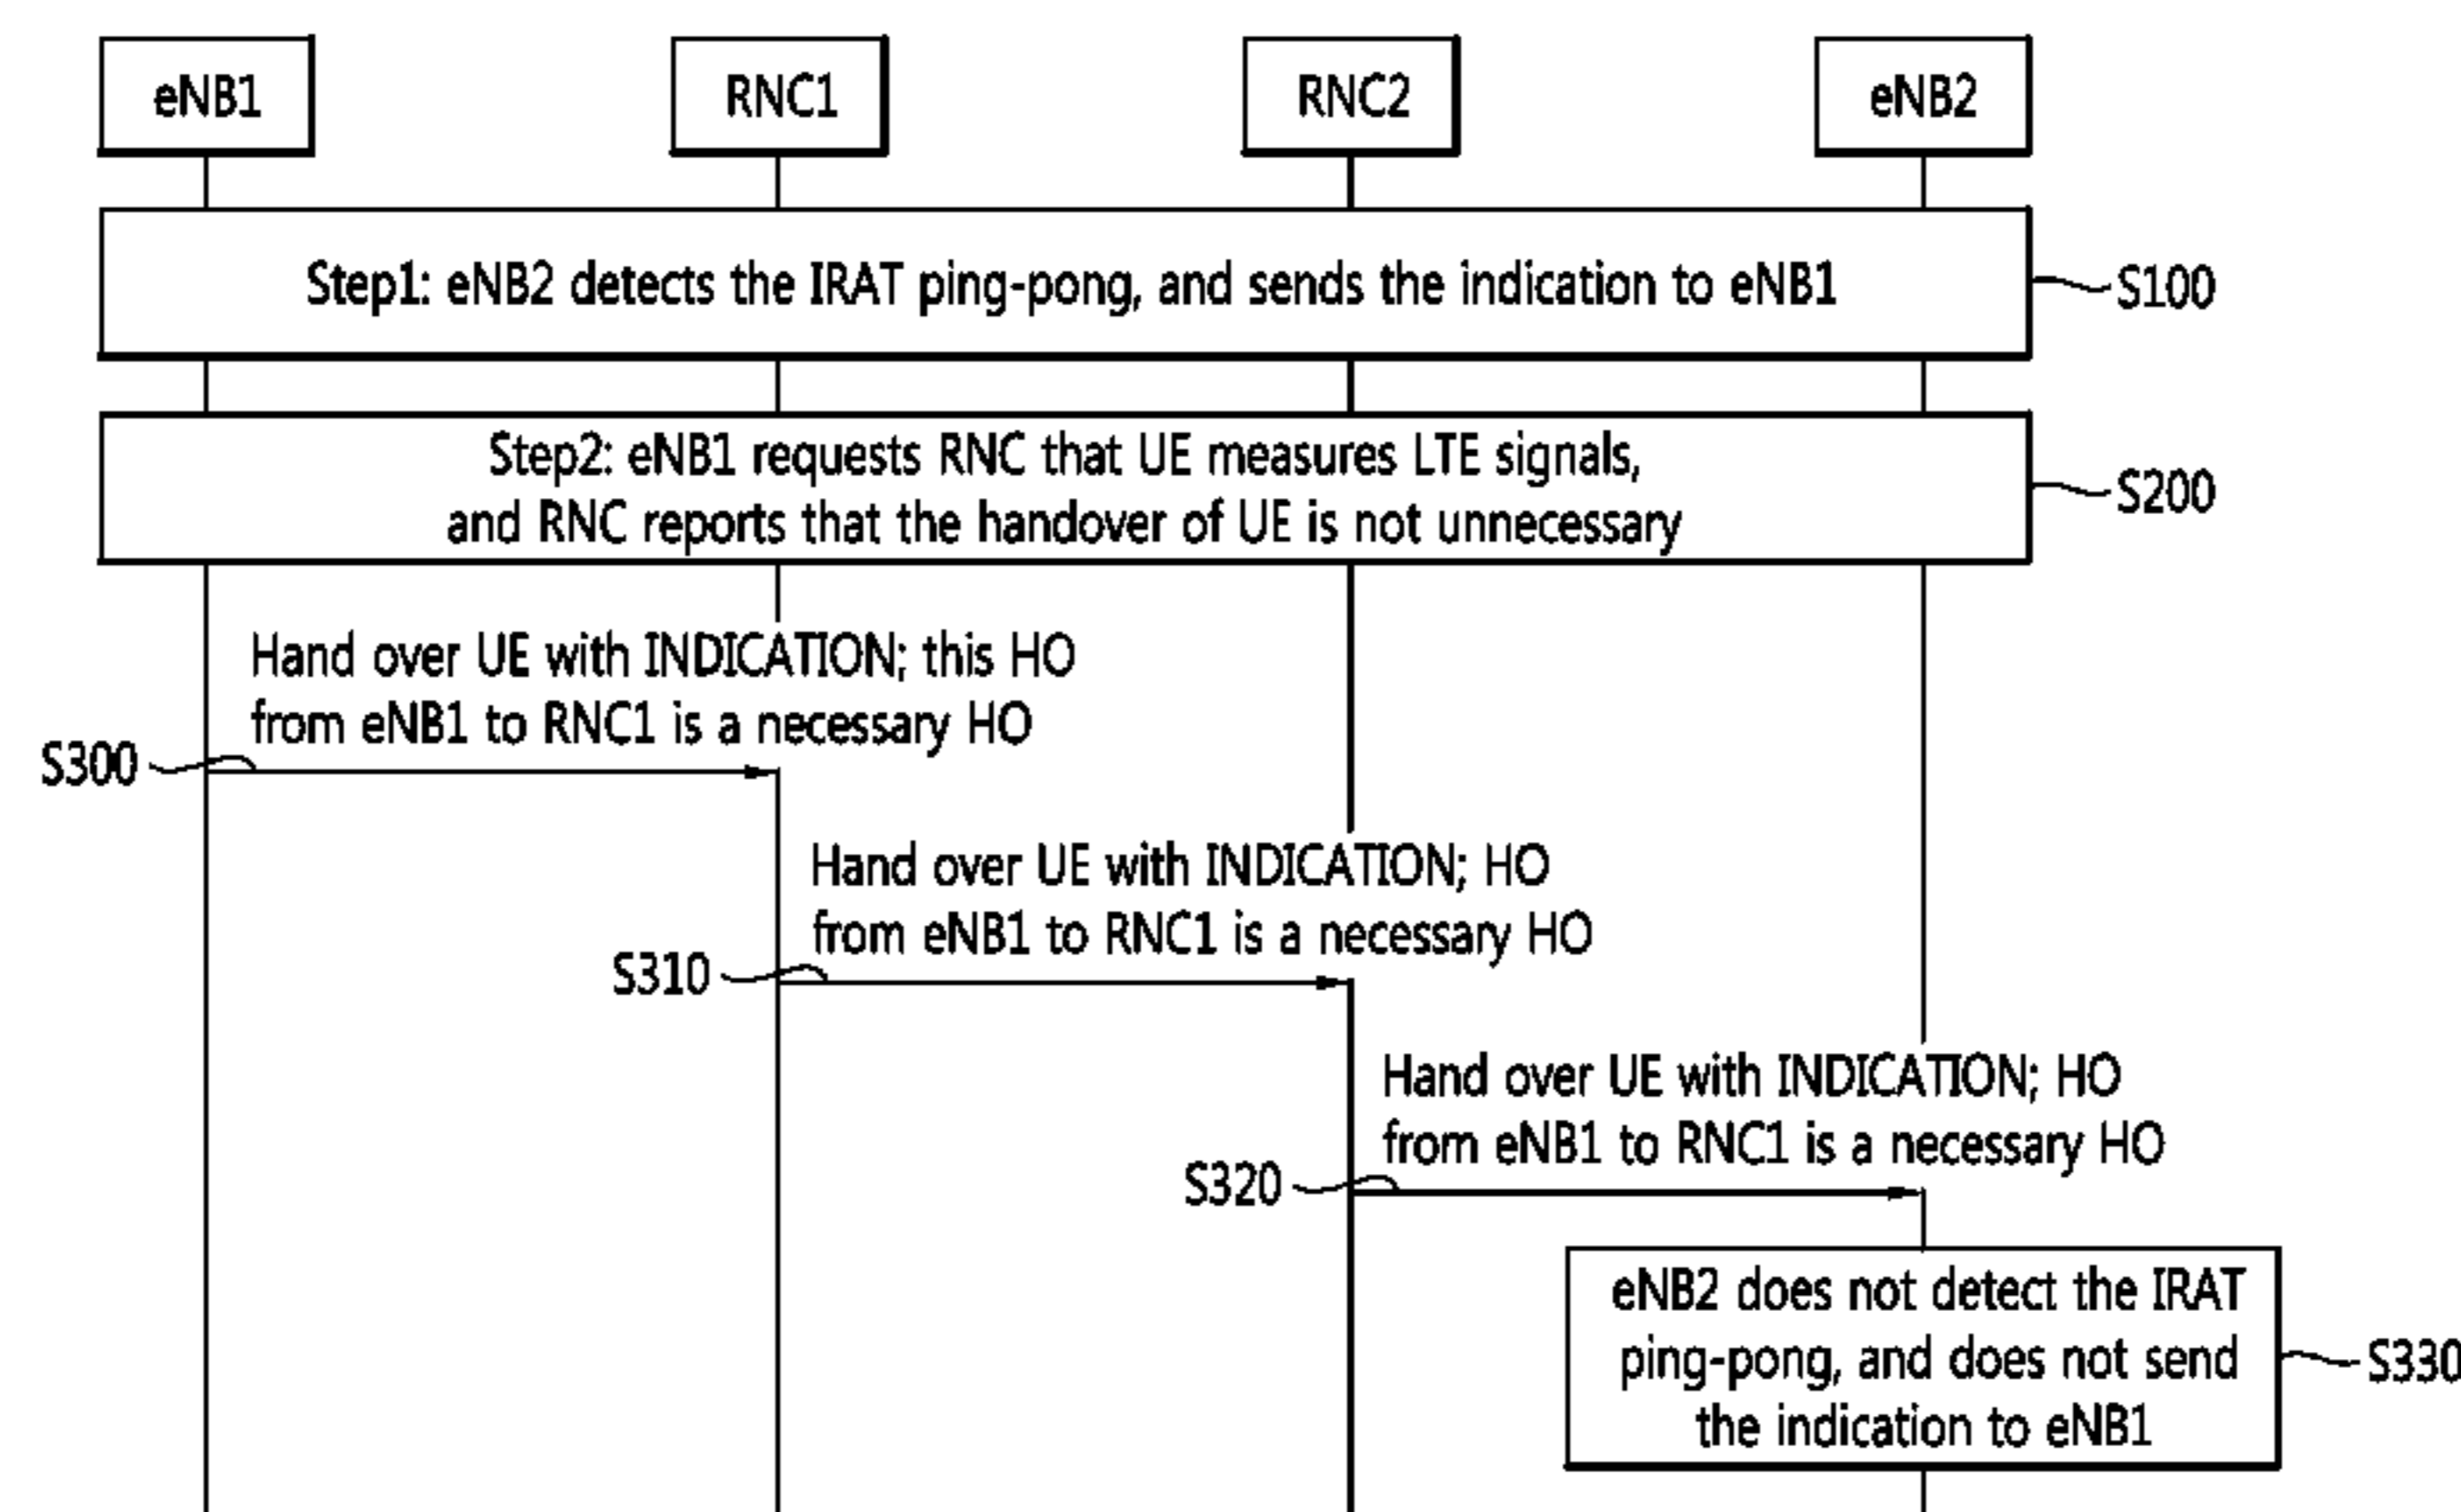 eNB1
RNC1
RNC2
eNB2
Step1: eNB2 detects the IRAT ping-pong, and sends the indication to eNB1
S100
Step2: eNB1 requests RNC that UE measures LTE signals,
and RNC reports that the handover of UE is not unnecessary
S200
Hand over UE with INDICATION; this HO
from eNB1 to RNC1 is a necessary HO
S300
Hand over UE with INDICATION; HO
from eNB1 to RNC1 is a necessary HO
S310
Hand over UE with INDICATION; HO
from eNB1 to RNC1 is a necessary HO
S320
eNB2 does not detect the IRAT
ping-pong, and does not send
the indication to eNB1
S330